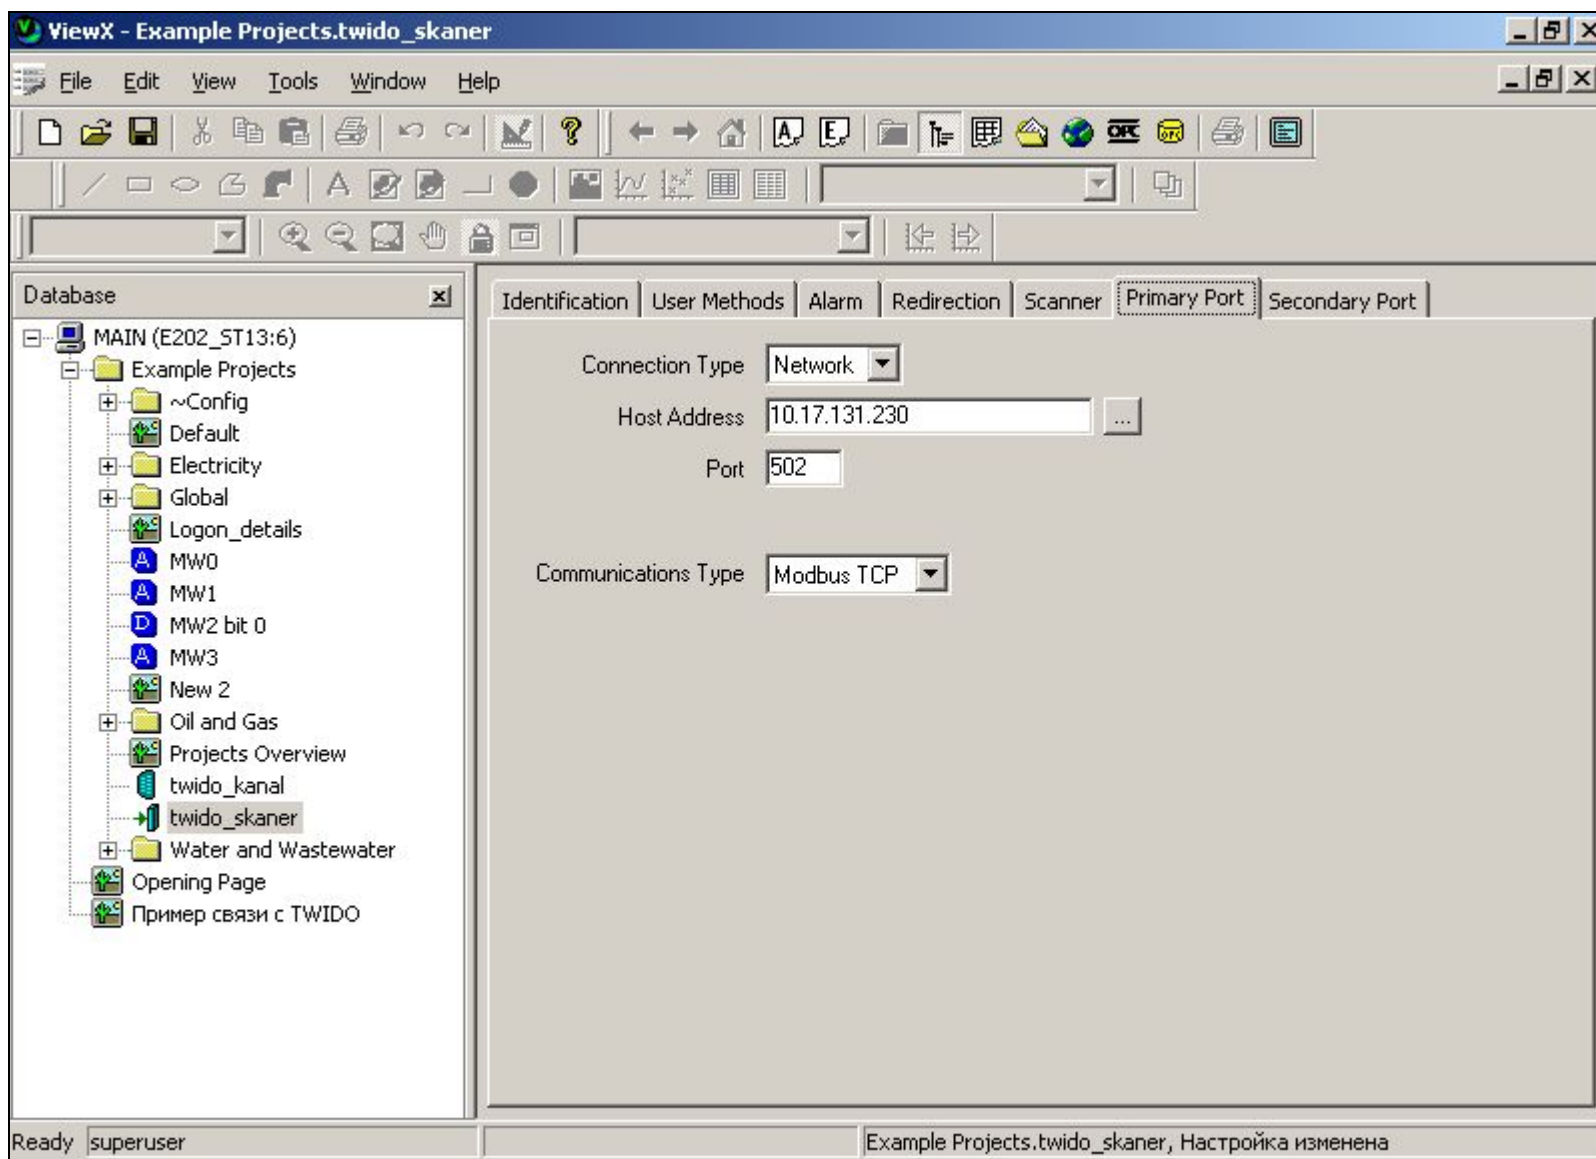 ViewX - Example Projects.twido_skaner
File Edit View Tools Window Help
A E OPC OPC
A
Database
MAIN (E202_ST13:6)
Example Projects
~Config
Default
Electricity
Global
Logon_details
A MW0
A MW1
D MW2 bit 0
A MW3
New 2
Oil and Gas
Projects Overview
twido_kanal
twido_skaner
Water and Wastewater
Opening Page
Пример связи с TWIDO
Identification User Methods Alarm Redirection Scanner Primary Port Secondary Port
Connection Type Network
Host Address 10.17.131.230 ...
Port 502
Communications Type Modbus TCP
Ready superuser Example Projects.twido_skaner, Настройка изменена